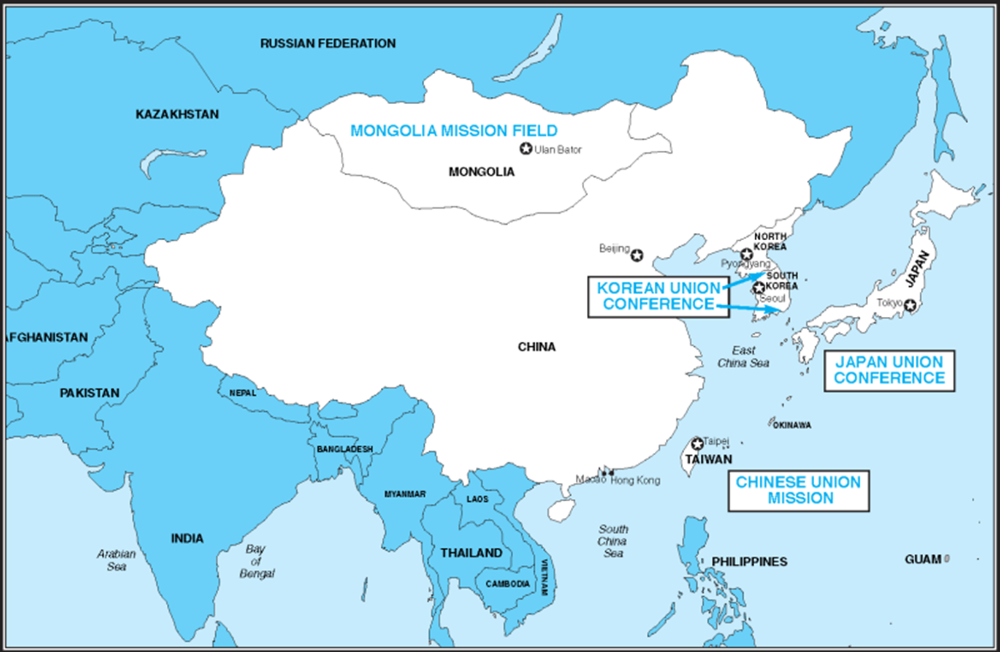 RUSSIAN FEDERATION
KAZAKHSTAN
MONGOLIA MISSION FIELD
Ulan Bator
MONGOLIA
NORTH
KOREA
Beijing
Pyongyang
JAPAN
SOUTH
KOREA
KOREAN UNION
CONFERENCE
Seoul
Tokyo
AFGHANISTAN
CHINA
East
China Sea
JAPAN UNION
CONFERENCE
PAKISTAN
NEPAL
OKINAWA
Taipei
BANGLADESH
TAIWAN
Macao
Hong Kong
CHINESE UNION
MISSION
MYANMAR
LAOS
INDIA
South
China
Sea
Arabian
Sea
Bay
of
Bengal
THAILAND
PHILIPPINES
GUAM
VIETNAM
CAMBODIA